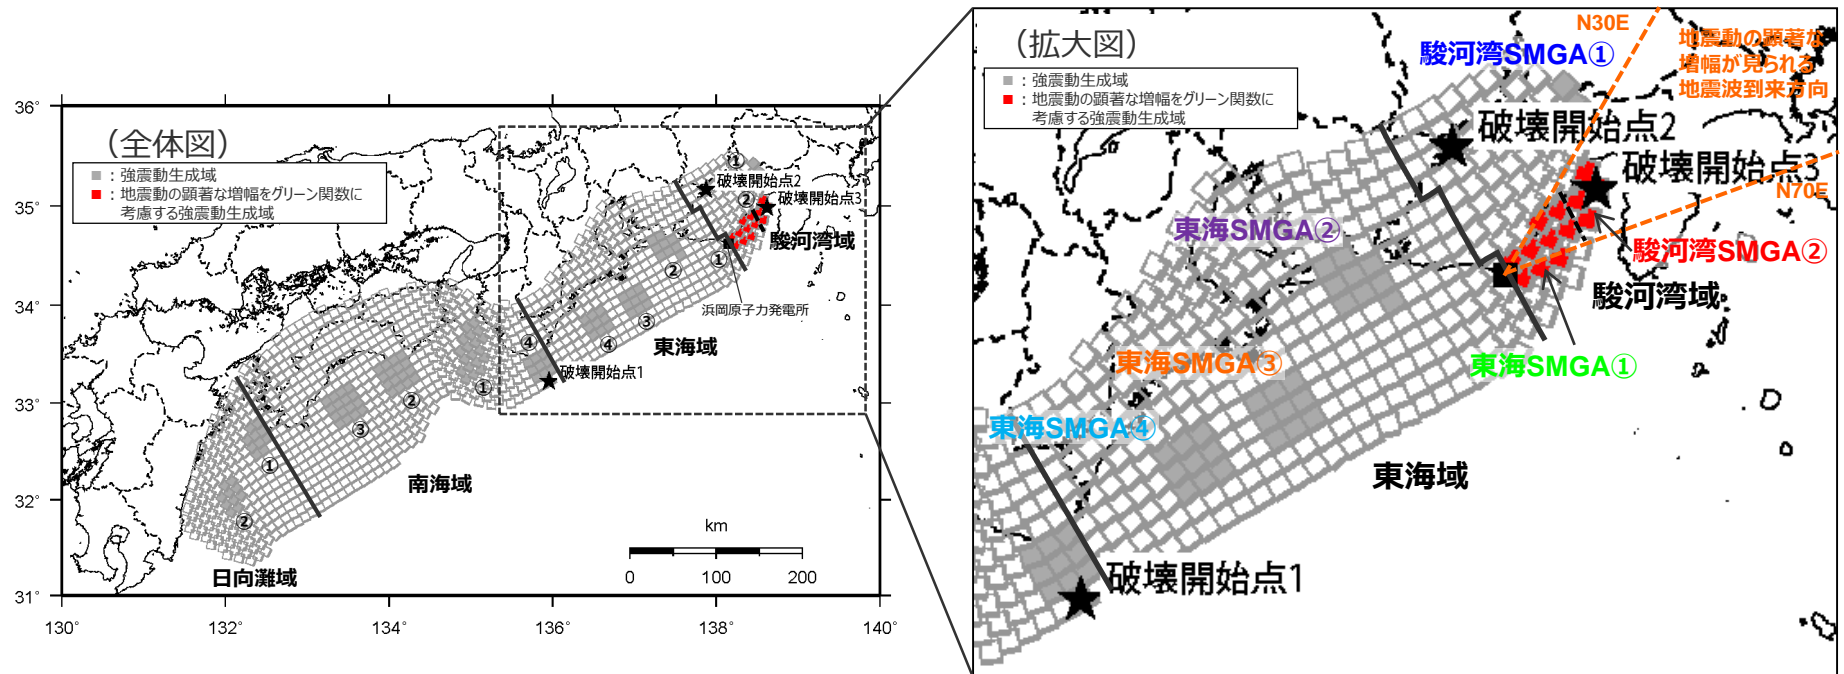 (全体図)
■:強震動生成域
■:地震動の顕著な増幅をグリーン関数に
考慮する強震動生成域
36°
35°
34°
33°
32°
31°
130°
132°
134°
136°
138°
140°
①
破壊開始点2
②
破壊開始点3
駿河湾域
①
②
浜岡原子力発電所
③
④
④
東海域
破壊開始点1
①
②
③
①
南海域
②
日向灘域
km
0
100
200
(拡大図)
■:強震動生成域
■:地震動の顕著な増幅をグリーン関数に
考慮する強震動生成域
N30E
駿河湾SMGA①
地震動の顕著な
増幅が見られる
地震波到来方向
破壊開始点2
破壊開始点3
N70E
東海SMGA②
駿河湾SMGA②
駿河湾域
東海SMGA③
東海SMGA①
東海SMGA④
東海域
破壊開始点1